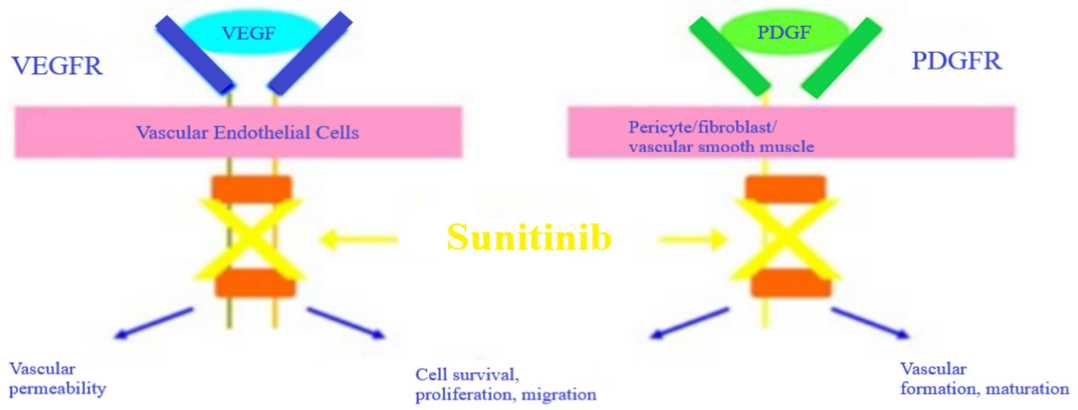 VEGF
PDGF
VEGFR
PDGFR
Vascular Endothelial Cells
Pericyte/fibroblast/
vascular smooth muscle
Sunitinib
Vascular
permeability
Cell survival,
proliferation, migration
Vascular
formation, maturation